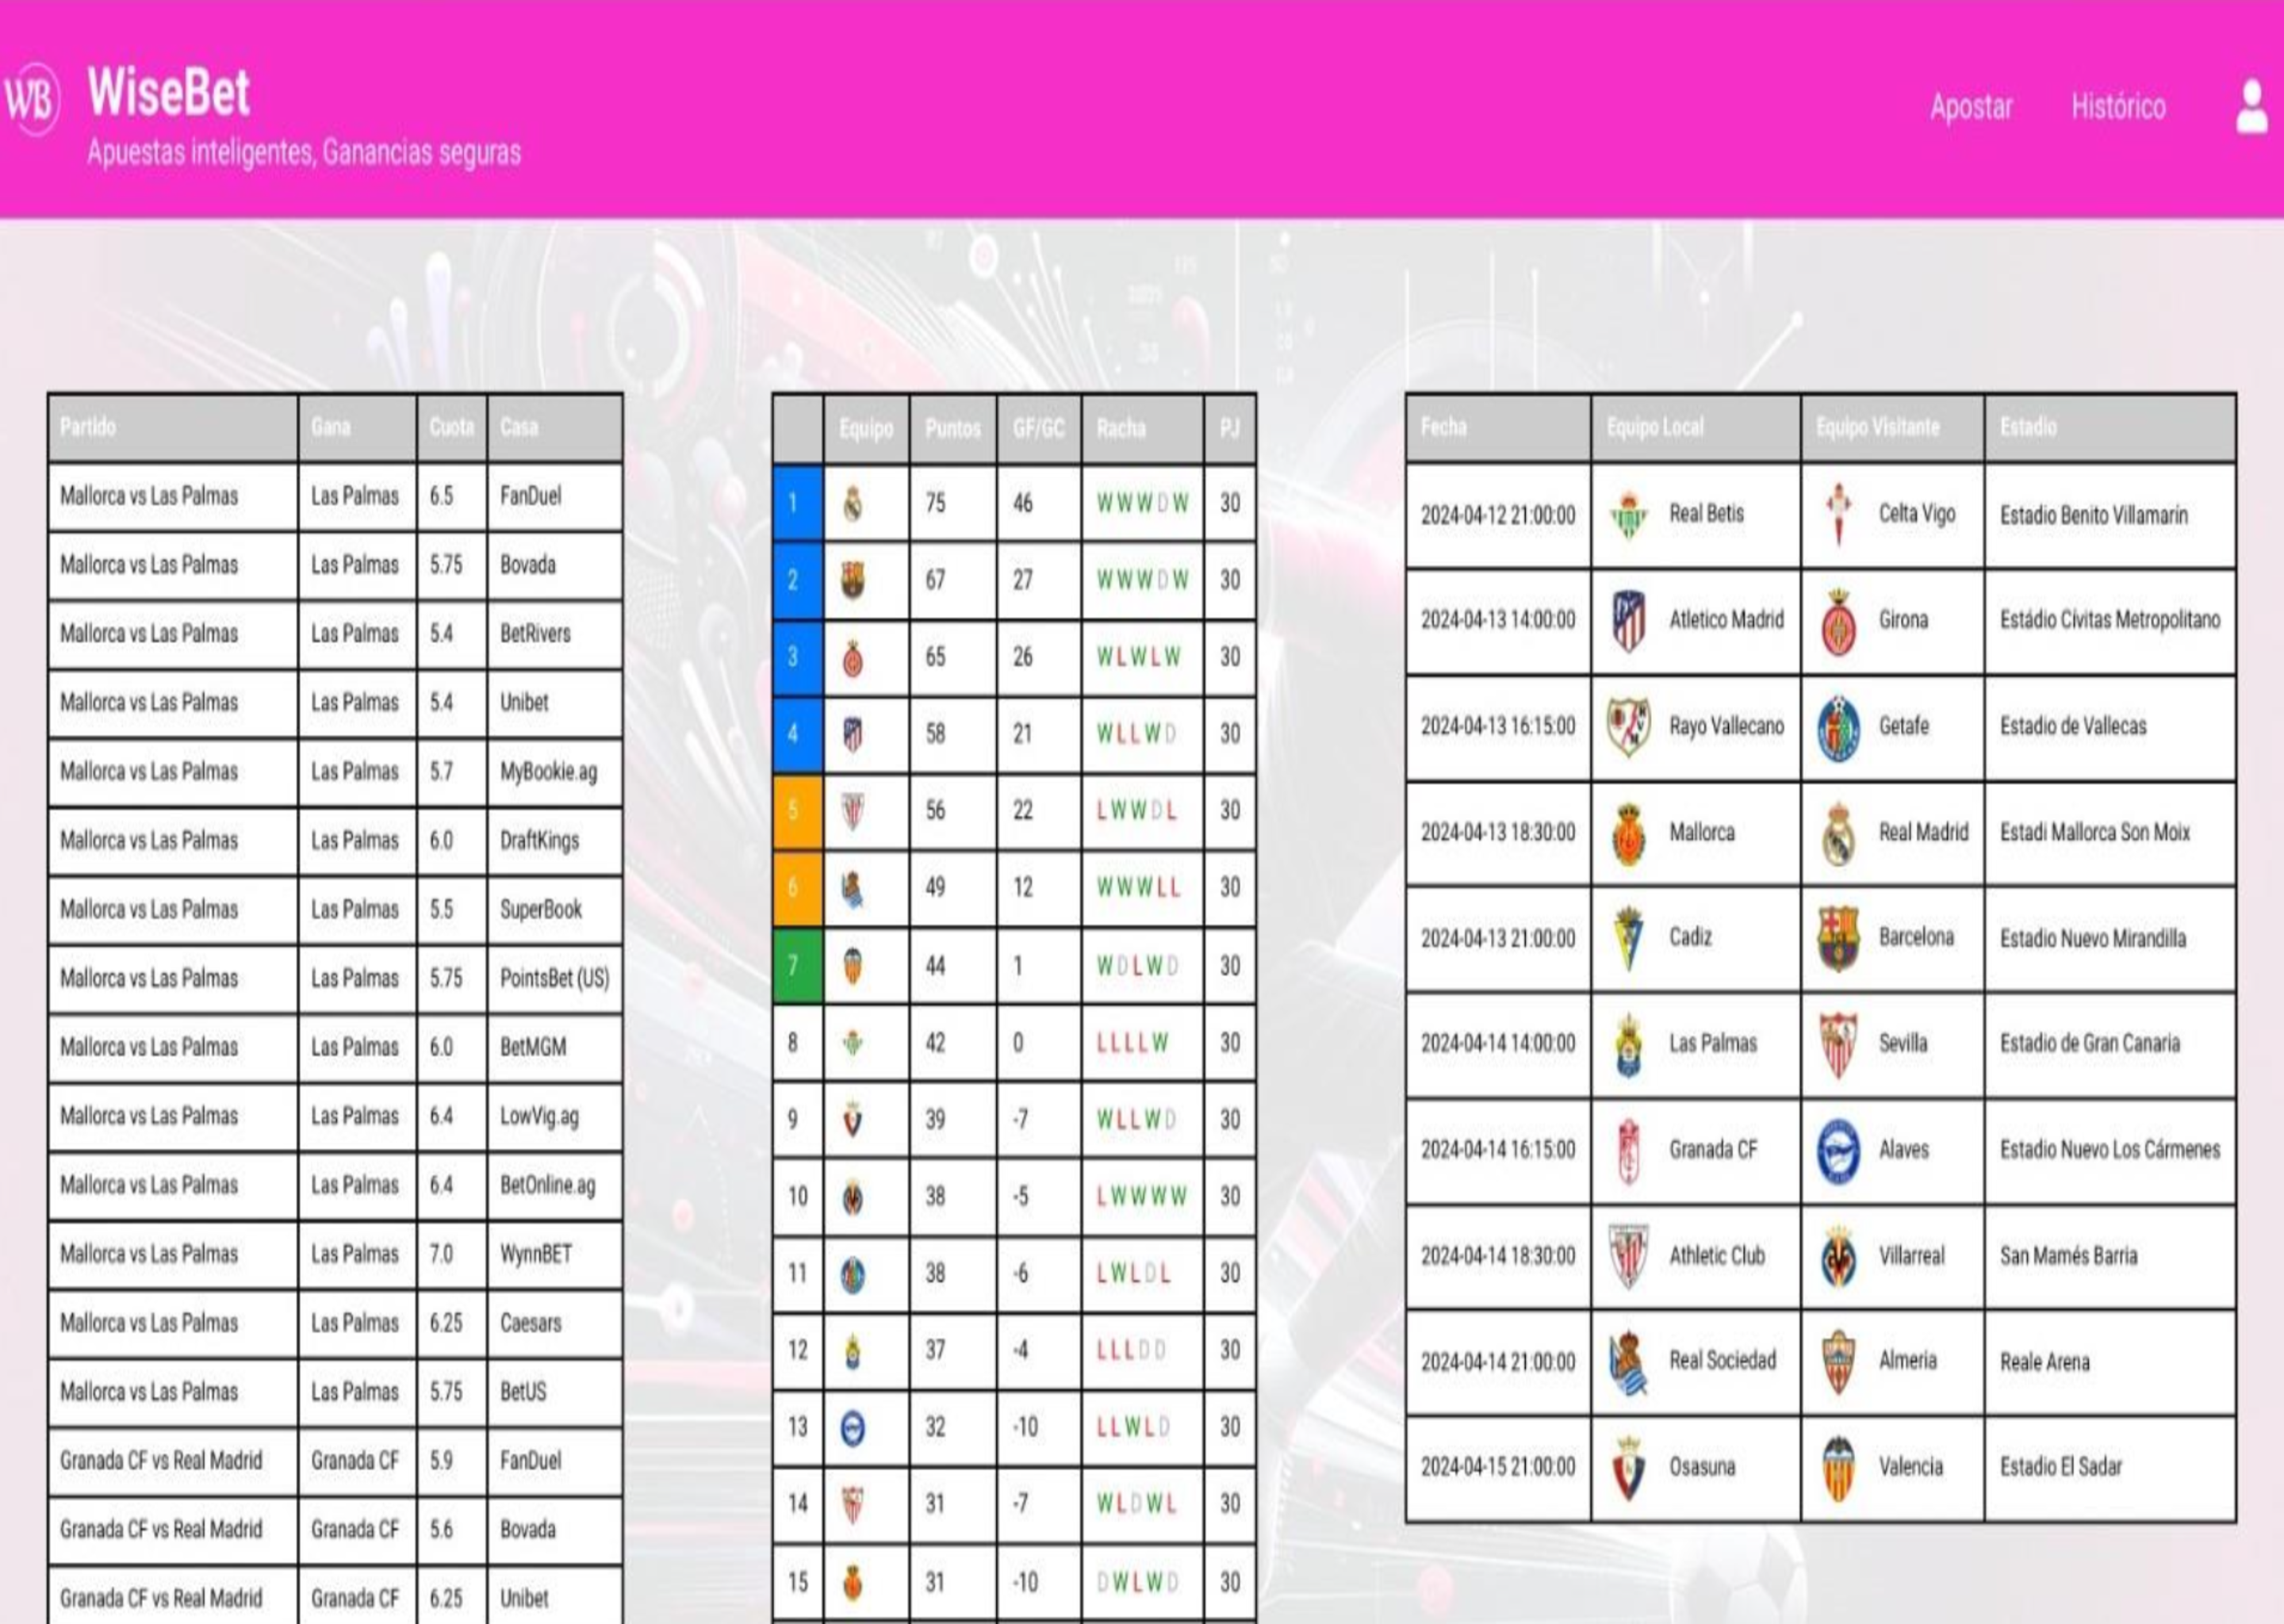 WB
WiseBet
Apuestas inteligentes, Ganancias seguras
Apostar Histórico
Partido Gana Cuota Casa
Mallorca vs Las Palmas Las Palmas 6.5 FanDuel
Mallorca vs Las Palmas Las Palmas 5.75 Bovada
Mallorca vs Las Palmas Las Palmas 5.4 BetRivers
Mallorca vs Las Palmas Las Palmas 5.4 Unibet
Mallorca vs Las Palmas Las Palmas 5.7 MyBookie.ag
Mallorca vs Las Palmas Las Palmas 6.0 DraftKings
Mallorca vs Las Palmas Las Palmas 5.5 SuperBook
Mallorca vs Las Palmas Las Palmas 5.75 PointsBet (US)
Mallorca vs Las Palmas Las Palmas 6.0 BetMGM
Mallorca vs Las Palmas Las Palmas 6.4 LowVig.ag
Mallorca vs Las Palmas Las Palmas 6.4 BetOnline.ag
Mallorca vs Las Palmas Las Palmas 7.0 WynnBET
Mallorca vs Las Palmas Las Palmas 6.25 Caesars
Mallorca vs Las Palmas Las Palmas 5.75 BetUS
Granada CF vs Real Madrid Granada CF 5.9 FanDuel
Granada CF vs Real Madrid Granada CF 5.6 Bovada
Granada CF vs Real Madrid Granada CF 6.25 Unibet
Equipo Puntos GF/GC Racha PJ
1 75 46 W W W D W 30
2 67 27 W W W D W 30
3 65 26 W L W L W 30
4 58 21 W L L W D 30
5 56 22 L W W D L 30
6 49 12 W W W L L 30
7 44 1 W D L W D 30
8 42 0 L L L L W 30
9 39 -7 W L L W D 30
10 38 -5 L W W W W 30
11 38 -6 L W L D L 30
12 37 -4 L L L D D 30
13 32 -10 L L W L D 30
14 31 -7 W L D W L 30
15 31 -10 D W L W D 30
Fecha Equipo Local Equipo Visitante Estadio
2024-04-12 21:00:00 Real Betis Celta Vigo Estadio Benito Villamarín
2024-04-13 14:00:00 Atletico Madrid Girona Estádio Cívitas Metropolitano
2024-04-13 16:15:00 Rayo Vallecano Getafe Estadio de Vallecas
2024-04-13 18:30:00 Mallorca Real Madrid Estadi Mallorca Son Moix
2024-04-13 21:00:00 Cadiz Barcelona Estadio Nuevo Mirandilla
2024-04-14 14:00:00 Las Palmas Sevilla Estadio de Gran Canaria
2024-04-14 16:15:00 Granada CF Alaves Estadio Nuevo Los Cármenes
2024-04-14 18:30:00 Athletic Club Villarreal San Mamés Barria
2024-04-14 21:00:00 Real Sociedad Almeria Reale Arena
2024-04-15 21:00:00 Osasuna Valencia Estadio El Sadar